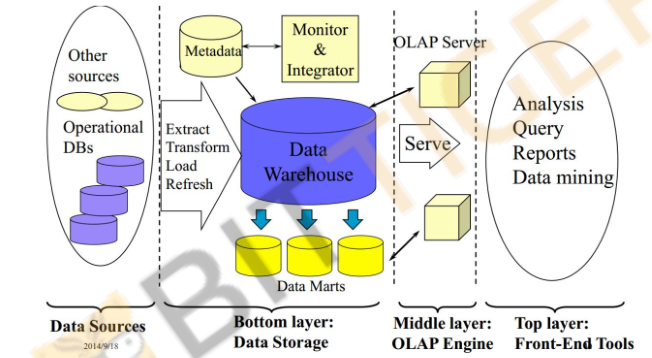 Other
sources
Operational
DBs
Metadata
Monitor
&
Integrator
Extract
Transform
Load
Refresh
Data
Warehouse
Data Marts
OLAP Server
Serve
Analysis
Query
Reports
Data mining
Data Sources
2014/9/18
Bottom layer:
Data Storage
Middle layer:
OLAP Engine
Top layer:
Front-End Tools
BITTIGER